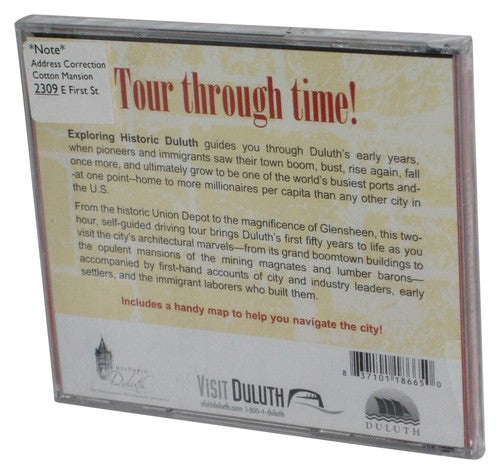 *Note*
Address Correction
Cotton Mansion
2309 E First St
Tour through time!
Exploring Historic Duluth guides you through Duluth's early years,
when pioneers and immigrants saw their town boom, bust, rise again, fall
once more, and ultimately grow to be one of the world's busiest ports and-
-at one point--home to more millionaires per capita than any other city in
the U.S.
From the historic Union Depot to the magnificence of Glensheen, this two-
hour, self-guided driving tour brings Duluth's first fifty years to life as you
visit the city's architectural marvels—from its grand boomtown buildings to
the opulent mansions of the mining magnates and lumber barons—
accompanied by first-hand accounts of city and industry leaders, early
settlers, and the immigrant laborers who built them.
Includes a handy map to help you navigate the city!
HISTORIC
Duluth
VISIT DULUTH
visitduluth.com 1-800-4-duluth
DULUTH
8 37101 18665 0